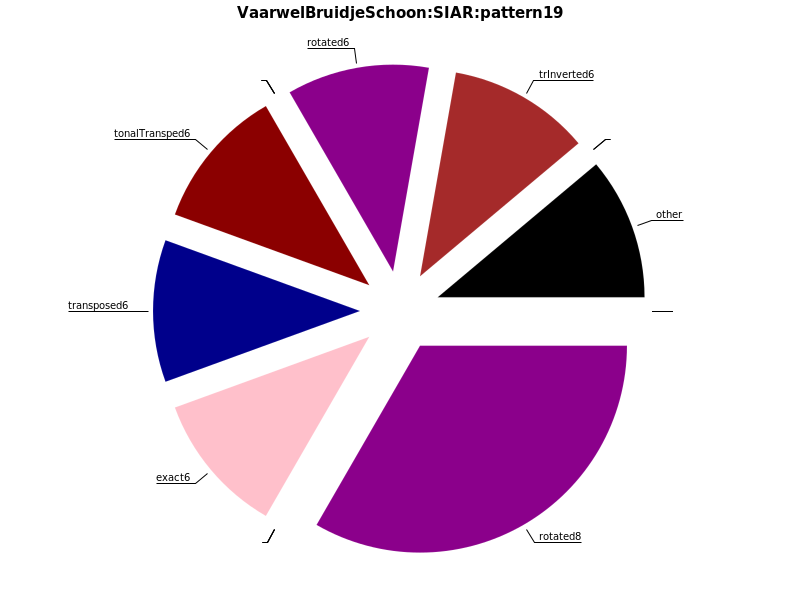 VaarwelBruidjeSchoon:SIAR:pattern19
rotated6
trInverted6
tonalTransped6
other
transposed6
exact6
rotated8